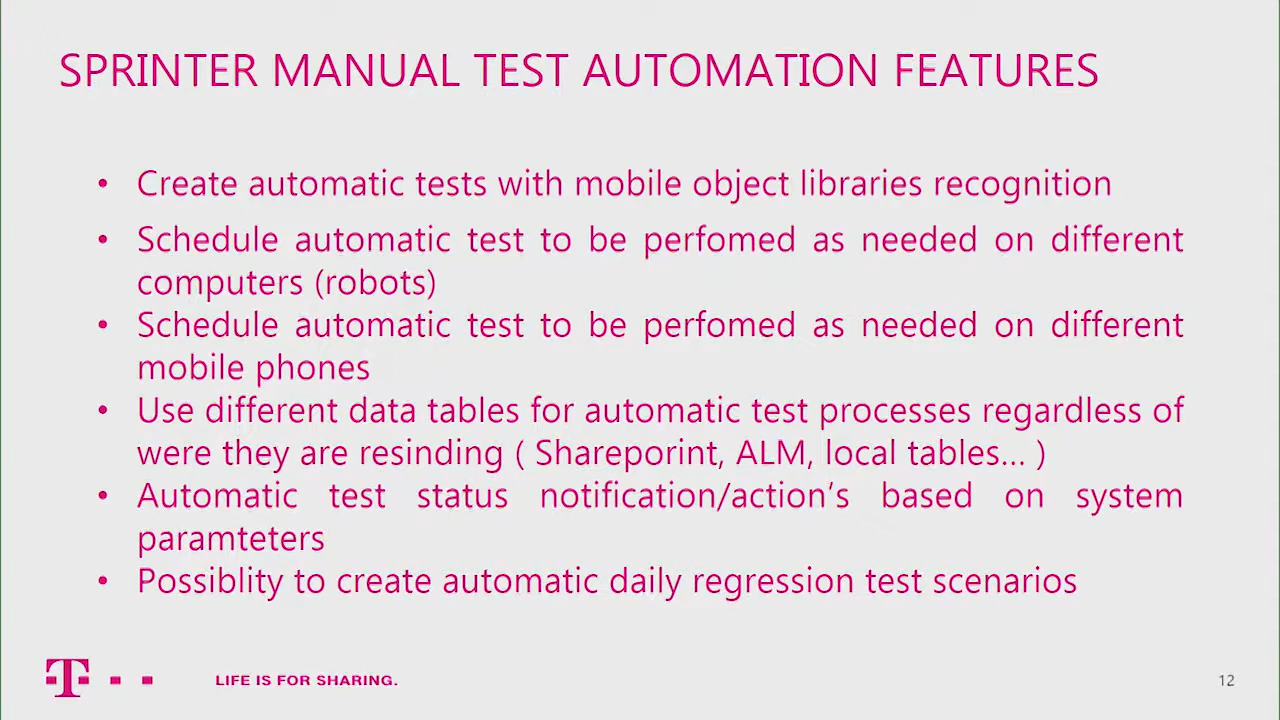 SPRINTER MANUAL TEST AUTOMATION FEATURES
• Create automatic tests with mobile object libraries recognition
• Schedule automatic test to be perfomed as needed on different
computers (robots)
• Schedule automatic test to be perfomed as needed on different
mobile phones
• Use different data tables for automatic test processes regardless of
were they are resinding ( Shareporint, ALM, local tables... )
• Automatic test status notification/action's based on system
paramteters
• Possiblity to create automatic daily regression test scenarios
T
LIFE IS FOR SHARING.
12